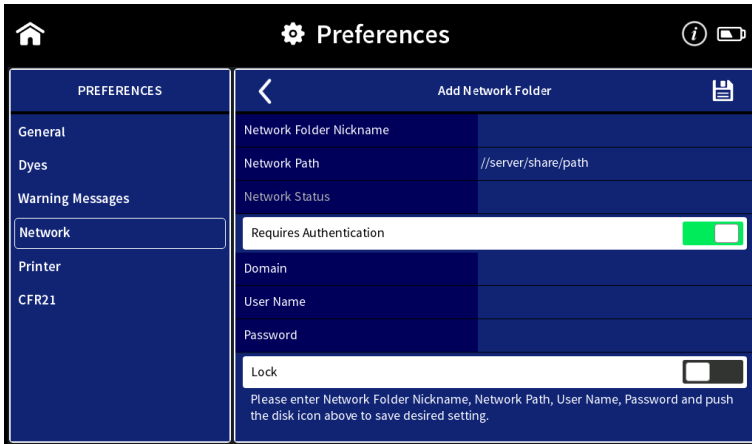 Preferences
PREFERENCES
General
Dyes
Warning Messages
Network
Printer
CFR21
Add Network Folder
Network Folder Nickname
Network Path //server/share/path
Network Status
Requires Authentication
Domain
User Name
Password
Lock
Please enter Network Folder Nickname, Network Path, User Name, Password and push
the disk icon above to save desired setting.